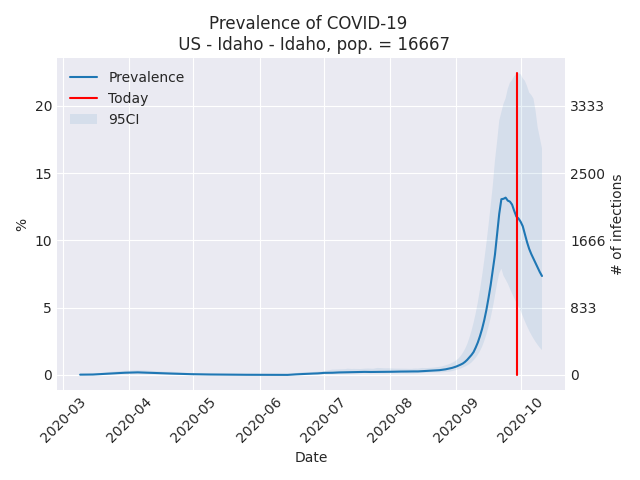 Prevalence of COVID-19
US - Idaho - Idaho, pop. = 16667
Prevalence
Today
95CI
20
15
10
5
0
%
3333
2500
1666
833
0
# of infections
2020-03
2020-04
2020-05
2020-06
2020-07
2020-08
2020-09
2020-10
Date